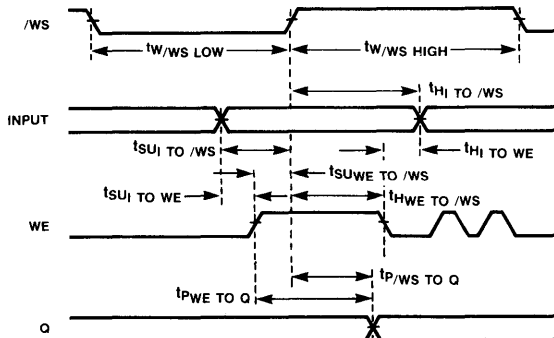 /WS
tW/WS LOW
tW/WS HIGH
tHI TO /WS
INPUT
tSUI TO /WS
tHI TO WE
tSUWE TO /WS
tSUI TO WE
tHWE TO /WS
WE
tP/WS TO Q
tPWE TO Q
Q